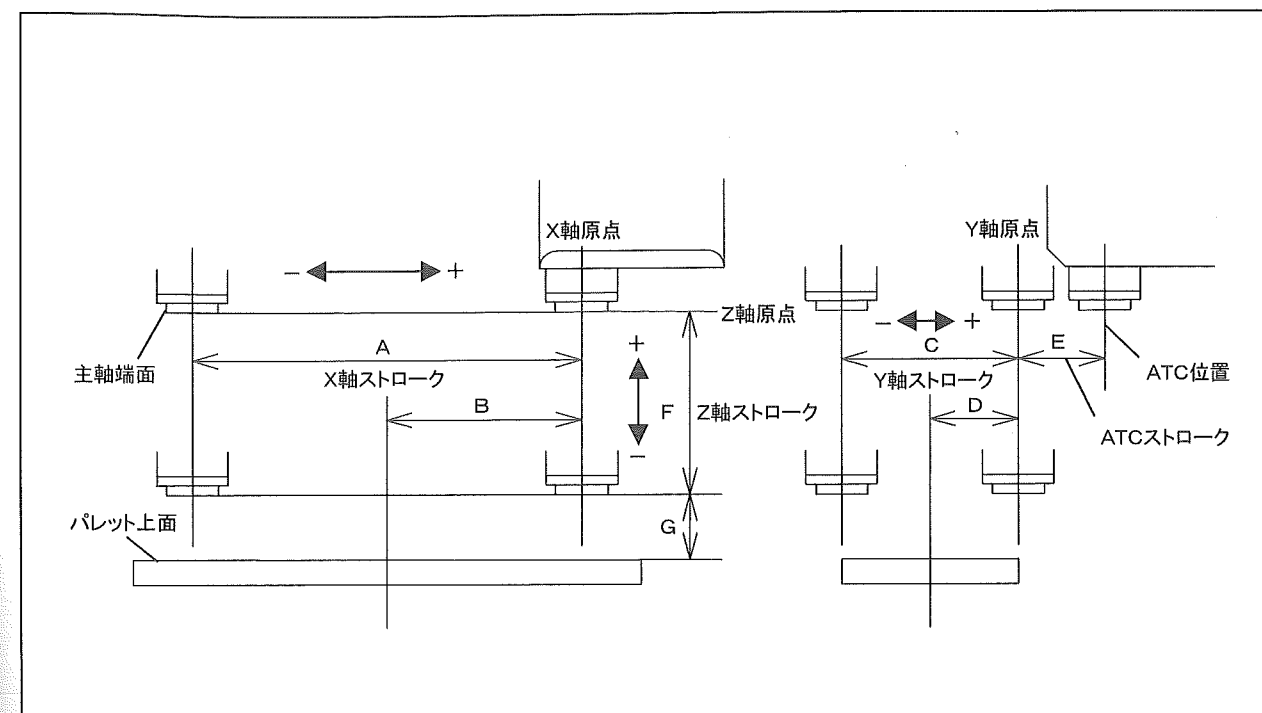 X軸原点
Y軸原点
− +
Z軸原点
− +
主軸端面
A
X軸ストローク
+
C
Y軸ストローク
E
ATC位置
B
F
Z軸ストローク
D
−
ATCストローク
パレット上面
G